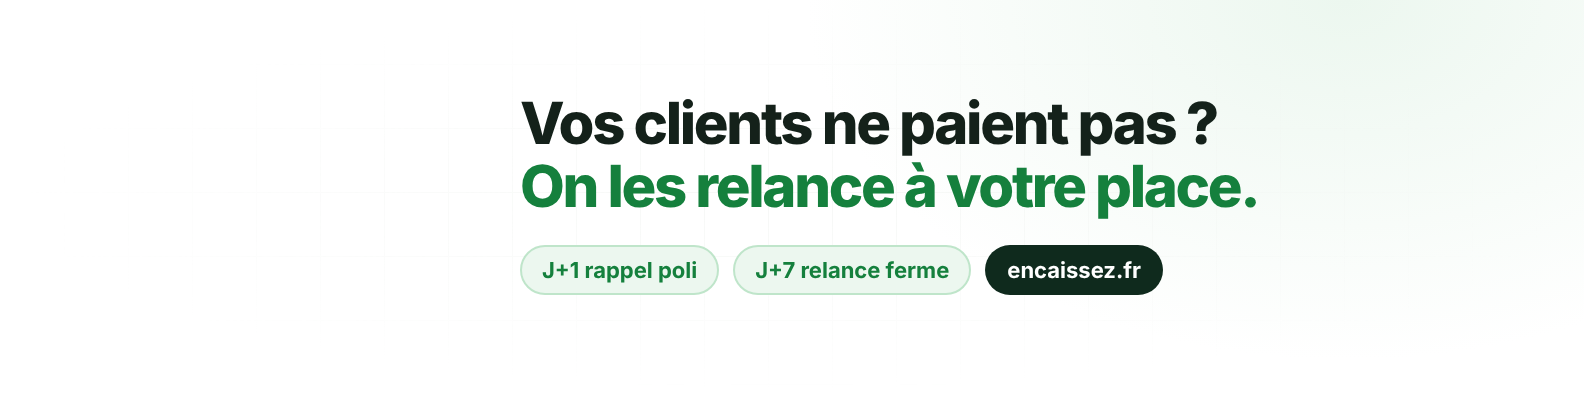 Vos clients ne paient pas ?
On les relance à votre place.
J+1 rappel poli
J+7 relance ferme
encaissez.fr